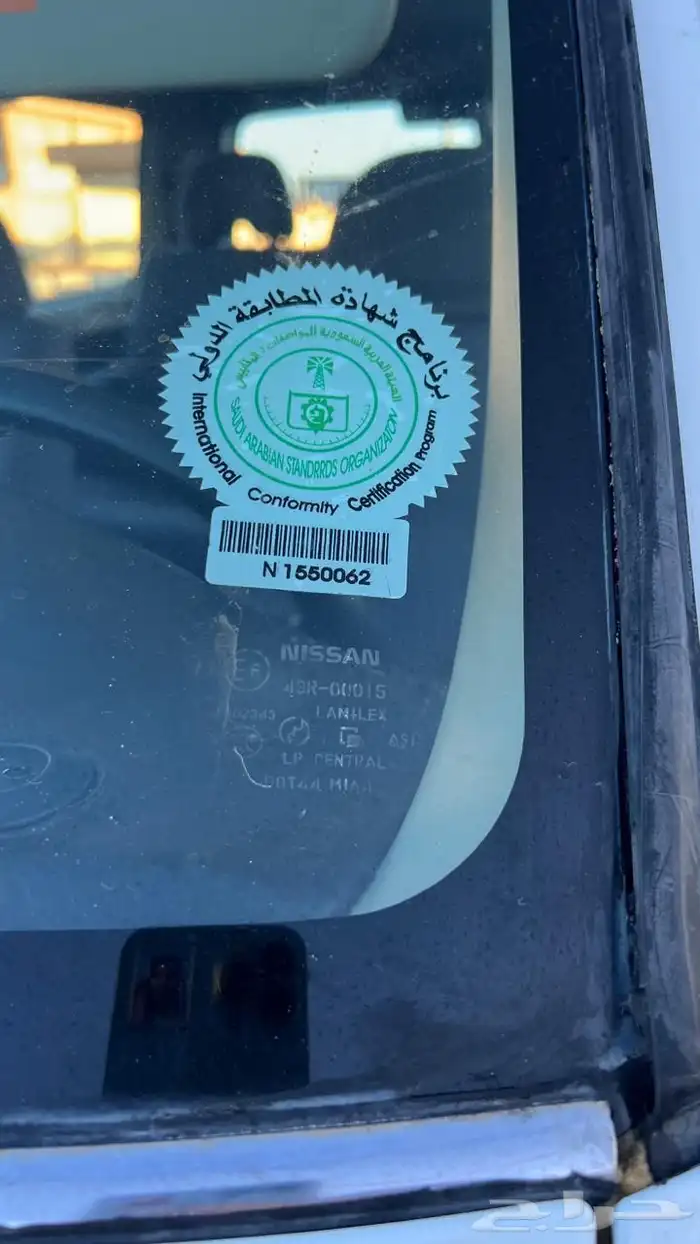 برنامج شهادة المطابقة الدولي
الهيئة العربية السعودية للمواصفات
SAUDI ARABIAN STANDRRDS ORGANIZATION
International Conformity Certification Program
N 1550062
NISSAN
43R-00015
LAMILEX
AS1
LP CENTRAL
حراج